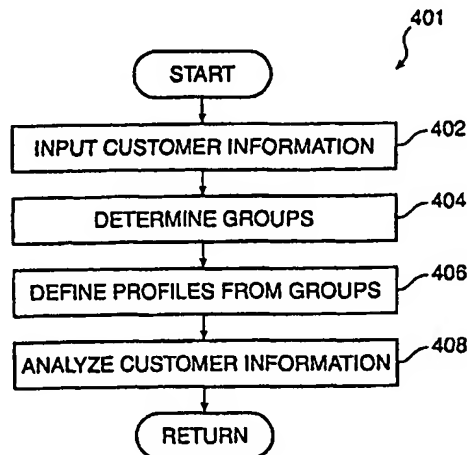 401
START
INPUT CUSTOMER INFORMATION 402
DETERMINE GROUPS 404
DEFINE PROFILES FROM GROUPS 406
ANALYZE CUSTOMER INFORMATION 408
RETURN